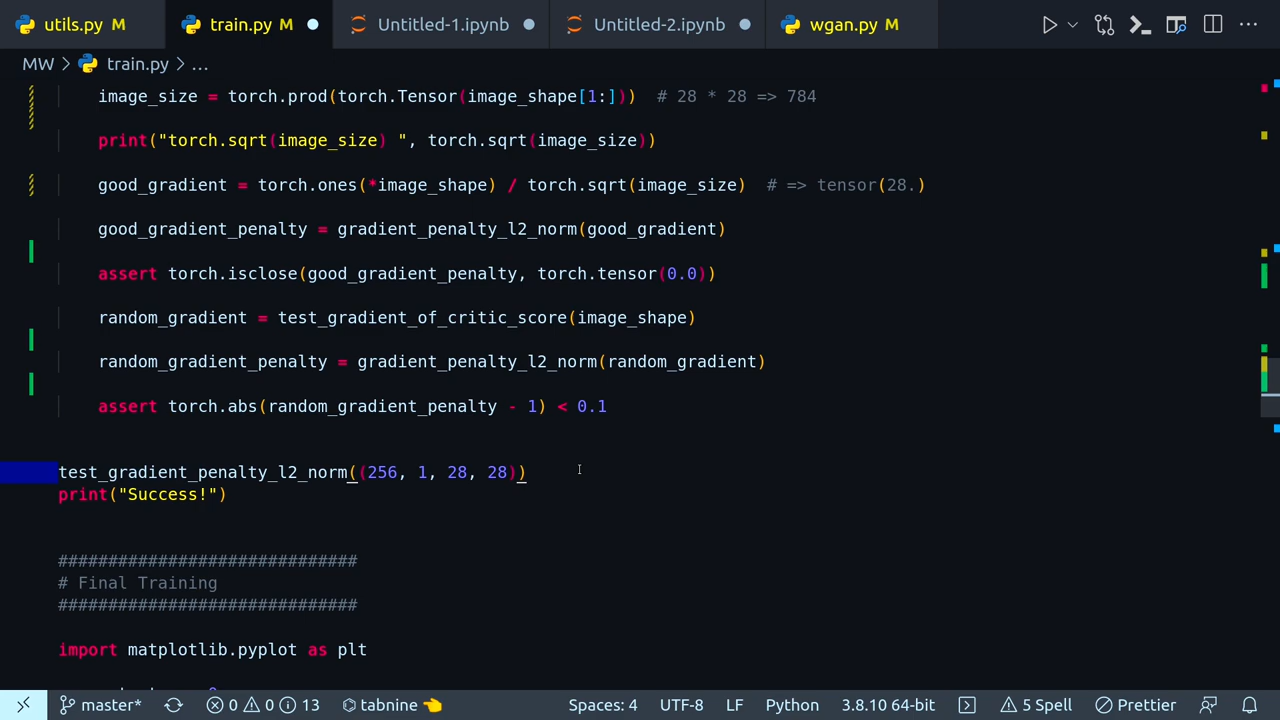 utils.py M train.py M Untitled-1.ipynb Untitled-2.ipynb wgan.py M
MW > train.py > ...
image_size = torch.prod(torch.Tensor(image_shape[1:])) # 28 * 28 => 784
print("torch.sqrt(image_size) ", torch.sqrt(image_size))
good_gradient = torch.ones(*image_shape) / torch.sqrt(image_size) # => tensor(28.)
good_gradient_penalty = gradient_penalty_l2_norm(good_gradient)
assert torch.isclose(good_gradient_penalty, torch.tensor(0.0))
random_gradient = test_gradient_of_critic_score(image_shape)
random_gradient_penalty = gradient_penalty_l2_norm(random_gradient)
assert torch.abs(random_gradient_penalty - 1) < 0.1
test_gradient_penalty_l2_norm((256, 1, 28, 28))
print("Success!")
##############################
# Final Training
##############################
import matplotlib.pyplot as plt
master* 0 0 13 tabnine Spaces: 4 UTF-8 LF Python 3.8.10 64-bit 5 Spell Prettier